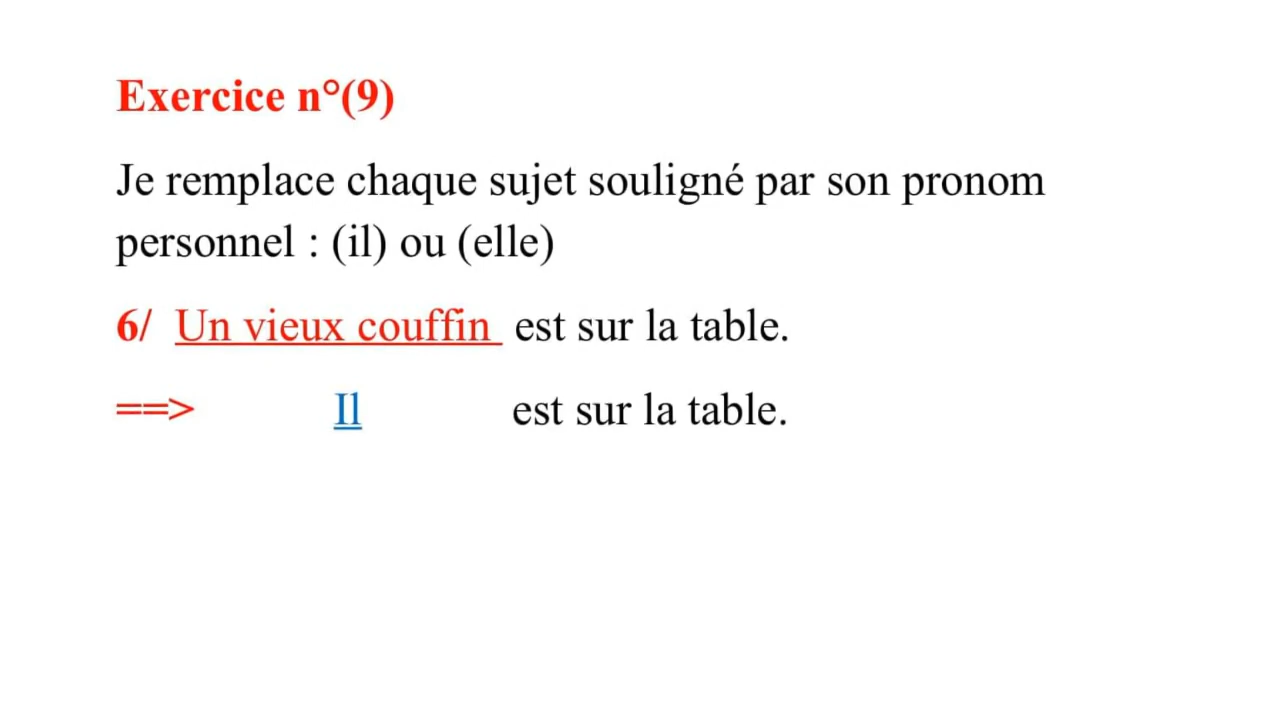 Exercice n°(9)
Je remplace chaque sujet souligné par son pronom
personnel : (il) ou (elle)
6/ Un vieux couffin est sur la table.
==> Il est sur la table.